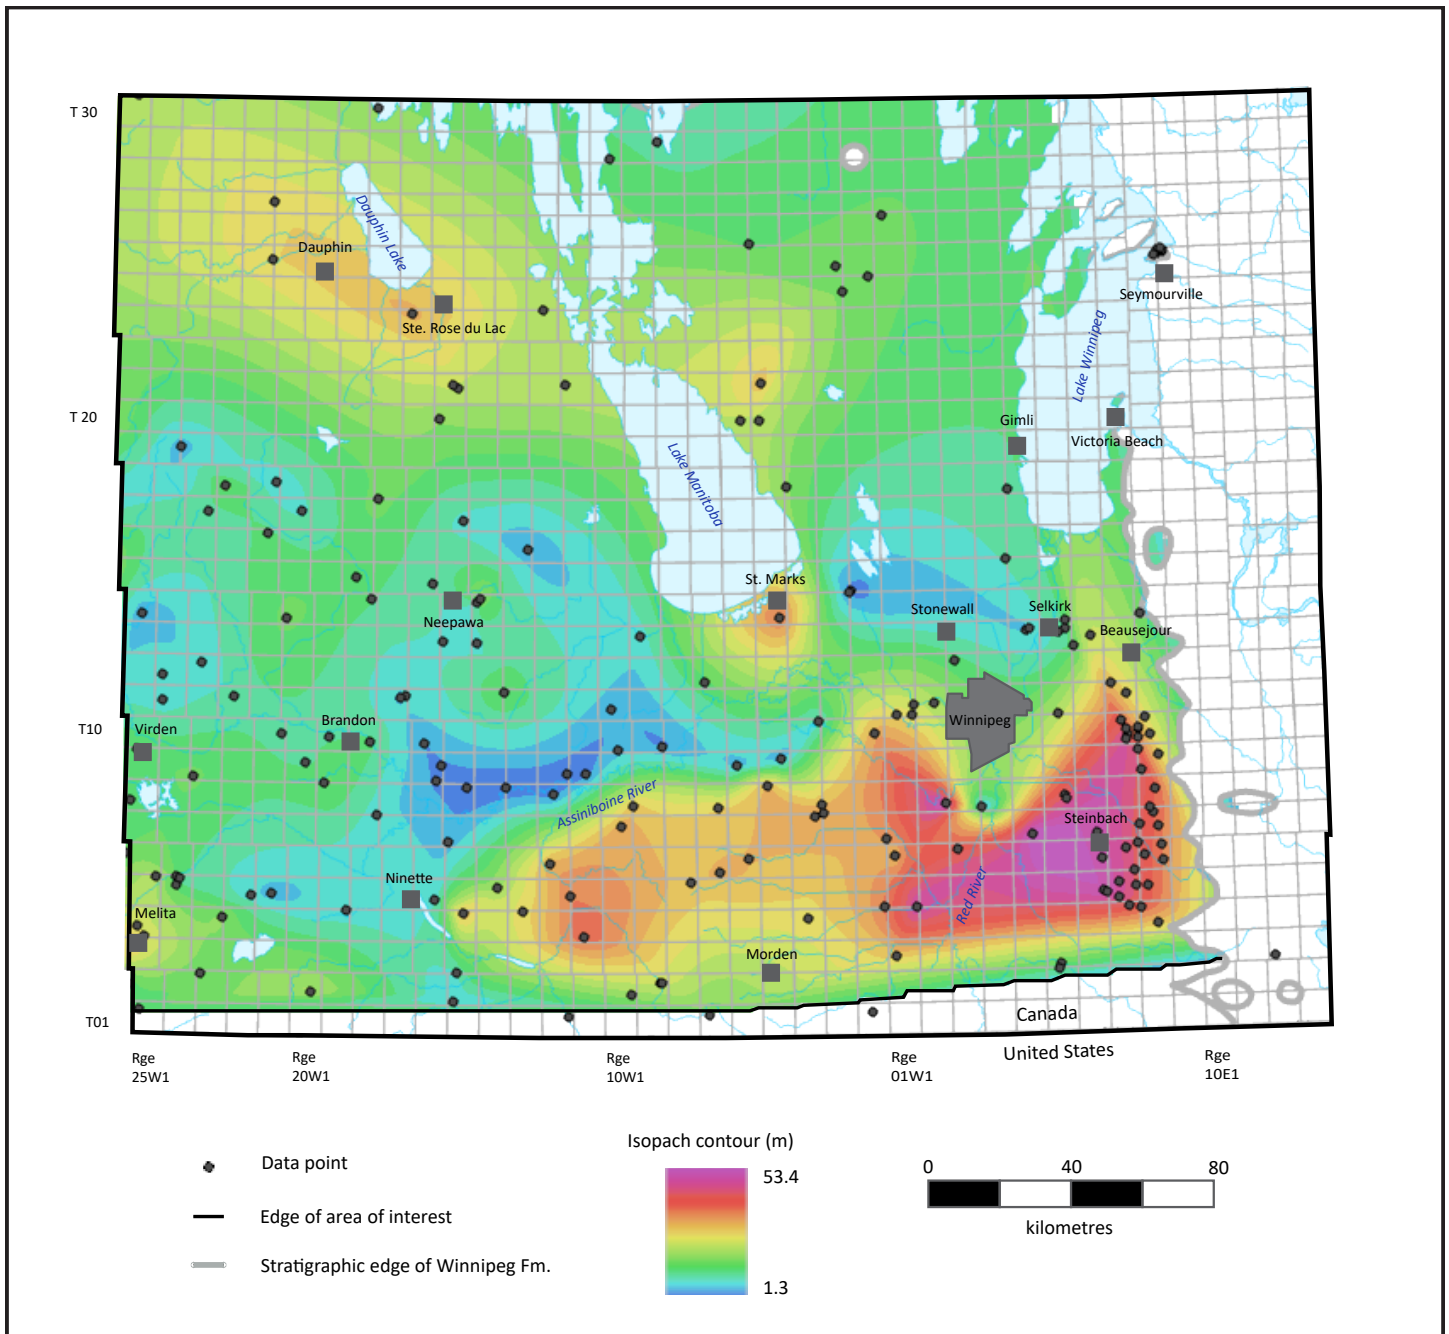 T 30
Dauphin Lake
Dauphin
Ste. Rose du Lac
Seymourville
Lake Winnipeg
T 20
Gimli
Victoria Beach
Lake Manitoba
St. Marks
Neepawa
Stonewall
Selkirk
Beausejour
T10
Virden
Brandon
Winnipeg
Assiniboine River
Steinbach
Ninette
Red River
Melita
Morden
T01
Canada
United States
Rge
25W1
Rge
20W1
Rge
10W1
Rge
01W1
Rge
10E1
Isopach contour (m)
53.4
1.3
Data point
Edge of area of interest
Stratigraphic edge of Winnipeg Fm.
0 40 80
kilometres